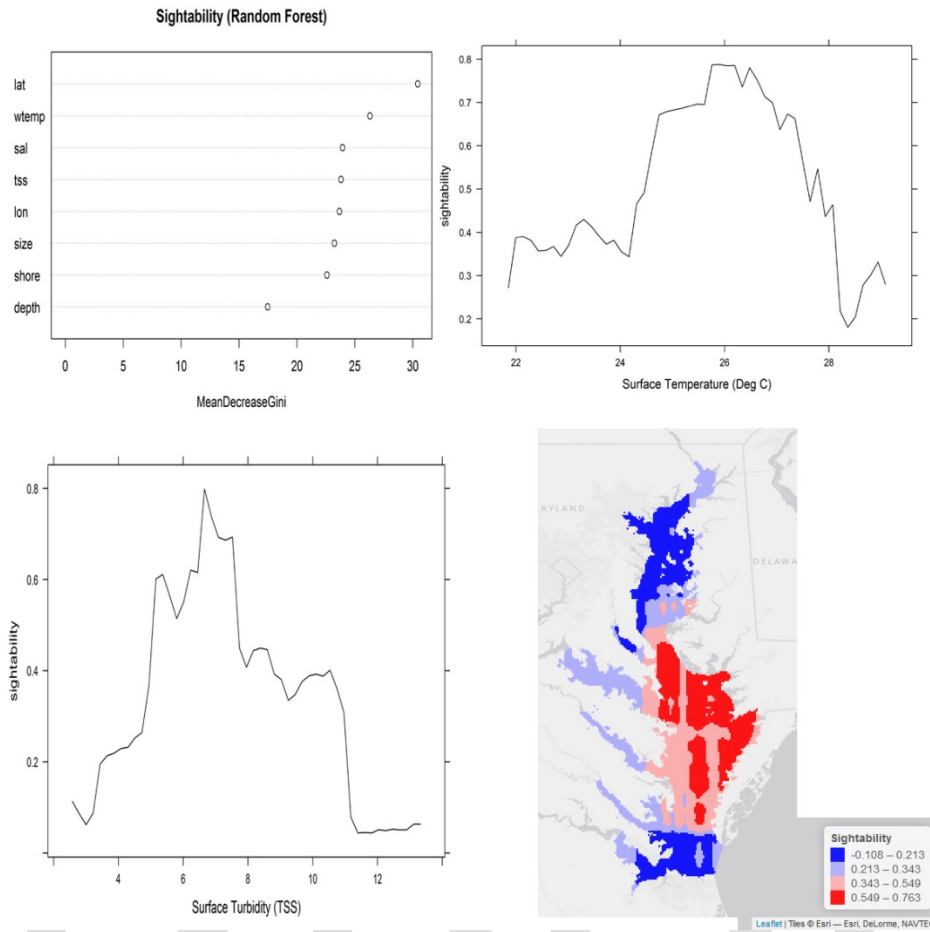 Sightability (Random Forest)
lat
wtemp
sal
tss
lon
size
shore
depth
0 5 10 15 20 25 30
MeanDecreaseGini
0.8
0.7
0.6
0.5
0.4
0.3
0.2
sightability
22 24 26 28
Surface Temperature (Deg C)
0.8
0.6
0.4
0.2
sightability
4 6 8 10 12
Surface Turbidity (TSS)
RYLAND
DELAWA
Sightability
-0.108 – 0.213
0.213 – 0.343
0.343 – 0.549
0.549 – 0.763
Leaflet | Tiles © Esri — Esri, DeLorme, NAVTEQ